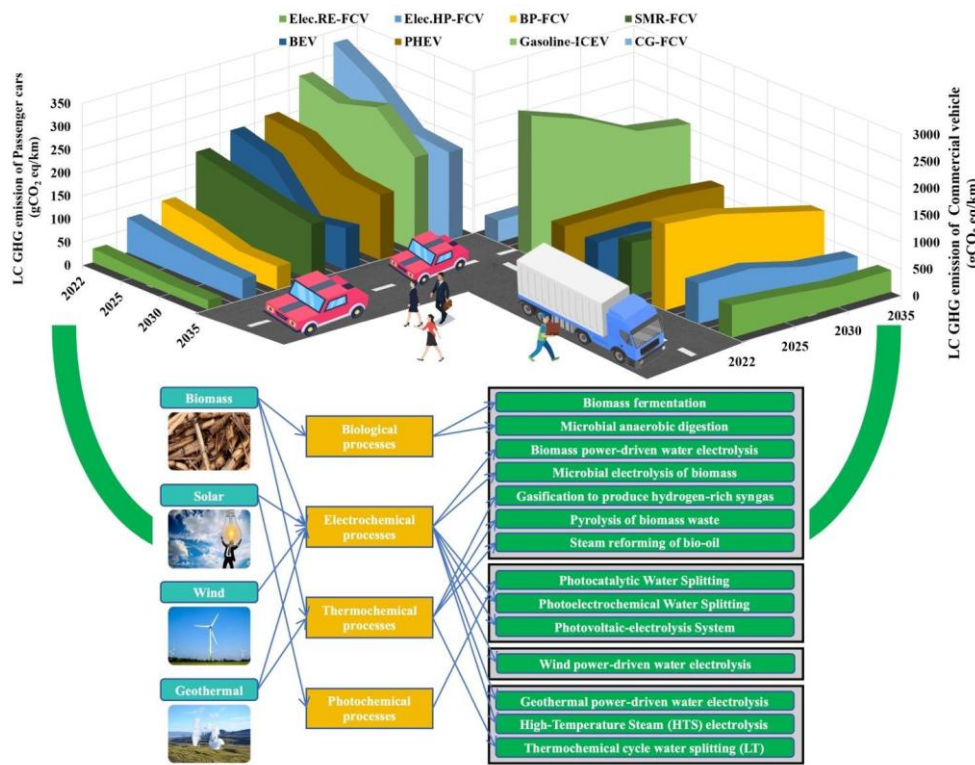 Elec.RE-FCV Elec.HP-FCV BP-FCV SMR-FCV
BEV PHEV Gasoline-ICEV CG-FCV
LC GHG emission of Passenger cars
(gCO₂ eq/km)
350
300
250
200
150
100
50
0
2022
2025
2030
2035
3000
2500
2000
1500
1000
500
0
LC GHG emission of Commercial vehicle
(gCO₂ eq/km)
2022
2025
2030
2035
Biomass
Solar
Wind
Geothermal
Biological
processes
Electrochemical
processes
Thermochemical
processes
Photochemical
processes
Biomass fermentation
Microbial anaerobic digestion
Biomass power-driven water electrolysis
Microbial electrolysis of biomass
Gasification to produce hydrogen-rich syngas
Pyrolysis of biomass waste
Steam reforming of bio-oil
Photocatalytic Water Splitting
Photoelectrochemical Water Splitting
Photovoltaic-electrolysis System
Wind power-driven water electrolysis
Geothermal power-driven water electrolysis
High-Temperature Steam (HTS) electrolysis
Thermochemical cycle water splitting (LT)